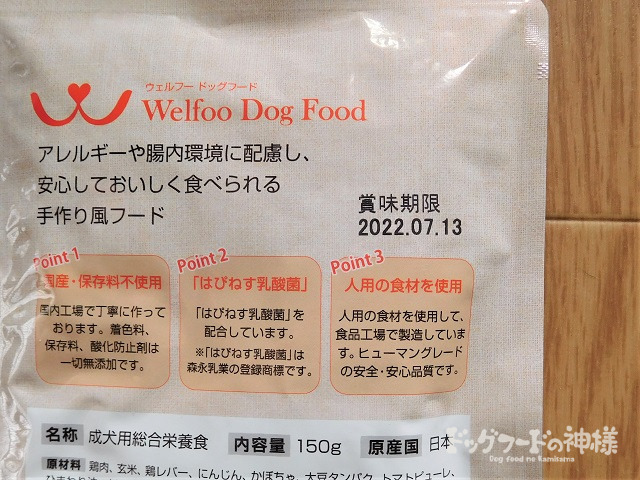 ウェルフー ドッグフード
Welfoo Dog Food
アレルギーや腸内環境に配慮し、
安心しておいしく食べられる
手作り風フード
賞味期限
2022.07.13
Point 1
国産・保存料不使用
国内工場で丁寧に作って
おります。着色料、
保存料、酸化防止剤は
一切無添加です。
Point 2
「はぴねす乳酸菌」
「はぴねす乳酸菌」を
配合しています。
※「はぴねす乳酸菌」は
森永乳業の登録商標です。
Point 3
人用の食材を使用
人用の食材を使用して、
食品工場で製造していま
す。ヒューマングレード
の安全・安心品質です。
名称 成犬用総合栄養食 内容量 150g 原産国 日本
原材料 鶏肉、玄米、鶏レバー、にんじん、かぼちゃ、大豆タンパク、トマトピューレ、
ドッグフードの神様
Dog food no Kamisama